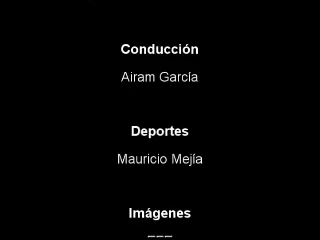 Conducción
Airam García
Deportes
Mauricio Mejía
Imágenes